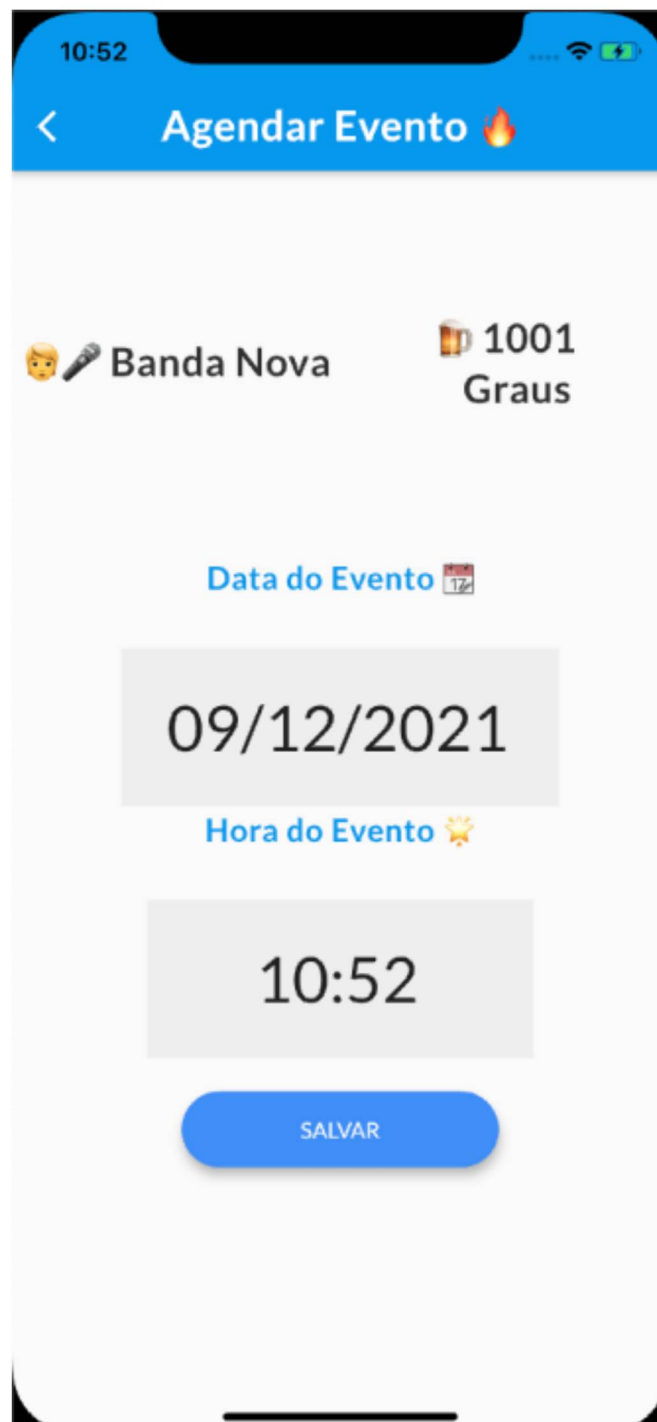 10:52
Agendar Evento 🔥
🧑🎤 Banda Nova
🍺 1001
Graus
Data do Evento 📆
09/12/2021
Hora do Evento 🌟
10:52
SALVAR